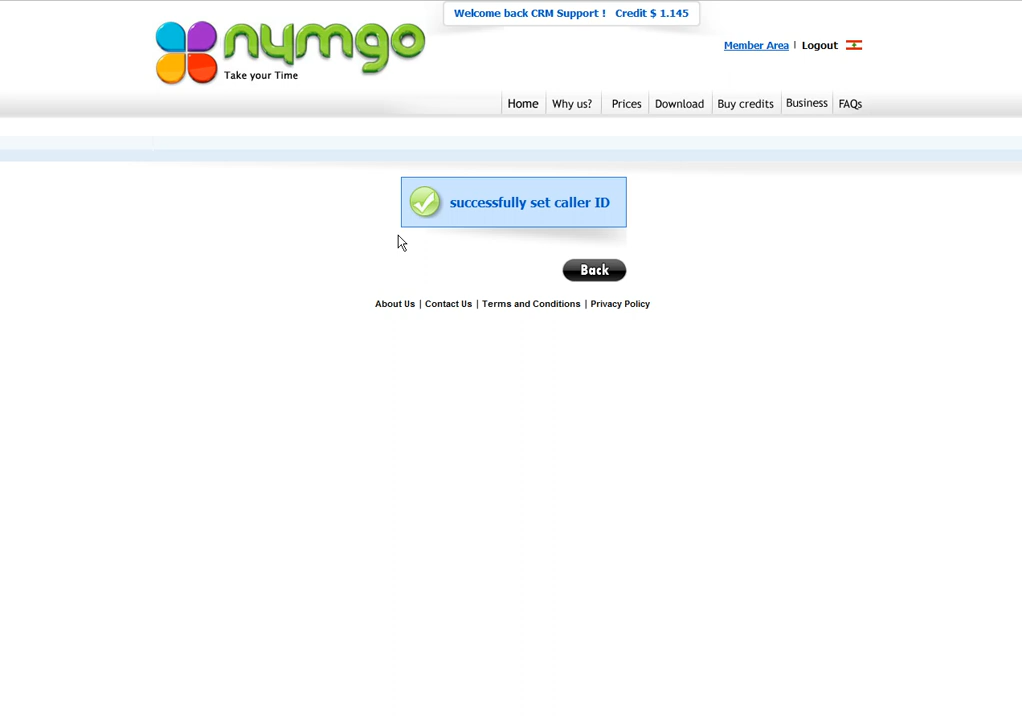 Welcome back CRM Support ! Credit $ 1.145
nymgo
Take your Time
Member Area | Logout
Home Why us? Prices Download Buy credits Business FAQs
successfully set caller ID
Back
About Us | Contact Us | Terms and Conditions | Privacy Policy